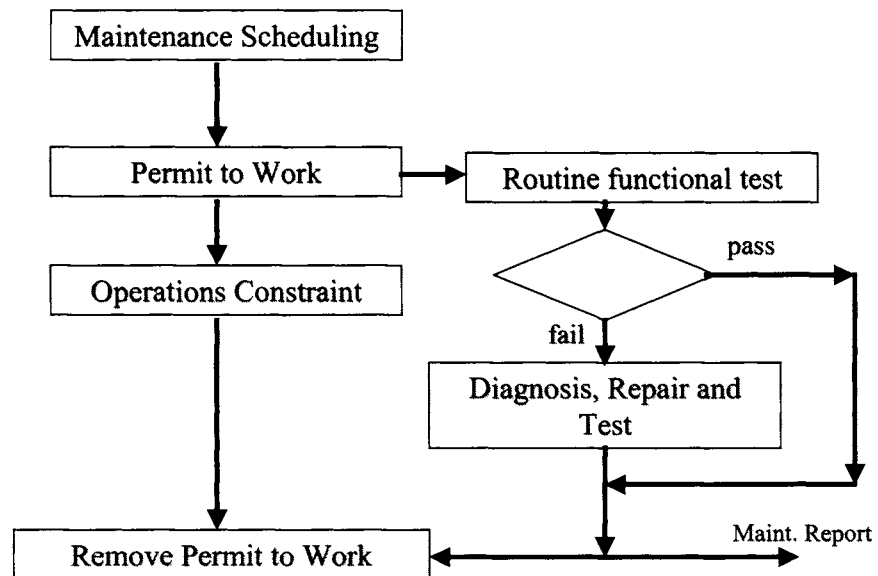 Maintenance Scheduling
Permit to Work
Routine functional test
pass
Operations Constraint
fail
Diagnosis, Repair and
Test
Maint. Report
Remove Permit to Work